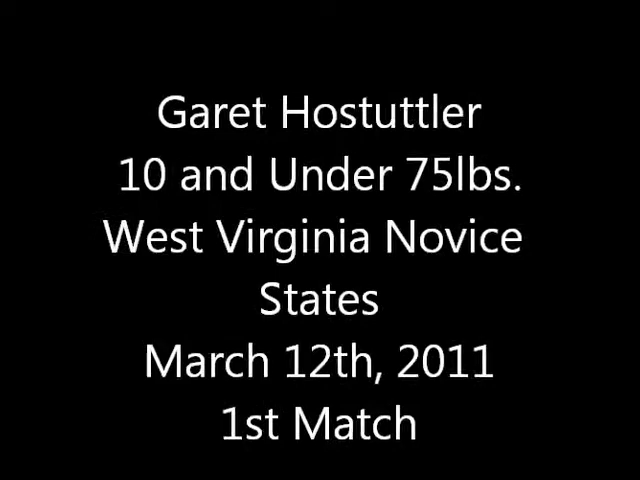 Garet Hostuttler
10 and Under 75lbs.
West Virginia Novice
States
March 12th, 2011
1st Match